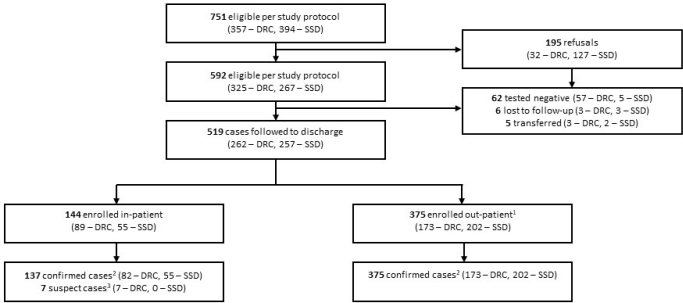 751 eligible per study protocol
(357 – DRC, 394 – SSD)
195 refusals
(32 – DRC, 127 – SSD)
592 eligible per study protocol
(325 – DRC, 267 – SSD)
62 tested negative (57 – DRC, 5 – SSD)
6 lost to follow-up (3 – DRC, 3 – SSD)
5 transferred (3 – DRC, 2 – SSD)
519 cases followed to discharge
(262 – DRC, 257 – SSD)
144 enrolled in-patient
(89 – DRC, 55 – SSD)
375 enrolled out-patient¹
(173 – DRC, 202 – SSD)
137 confirmed cases² (82 – DRC, 55 – SSD)
7 suspect cases³ (7 – DRC, 0 – SSD)
375 confirmed cases² (173 – DRC, 202 – SSD)